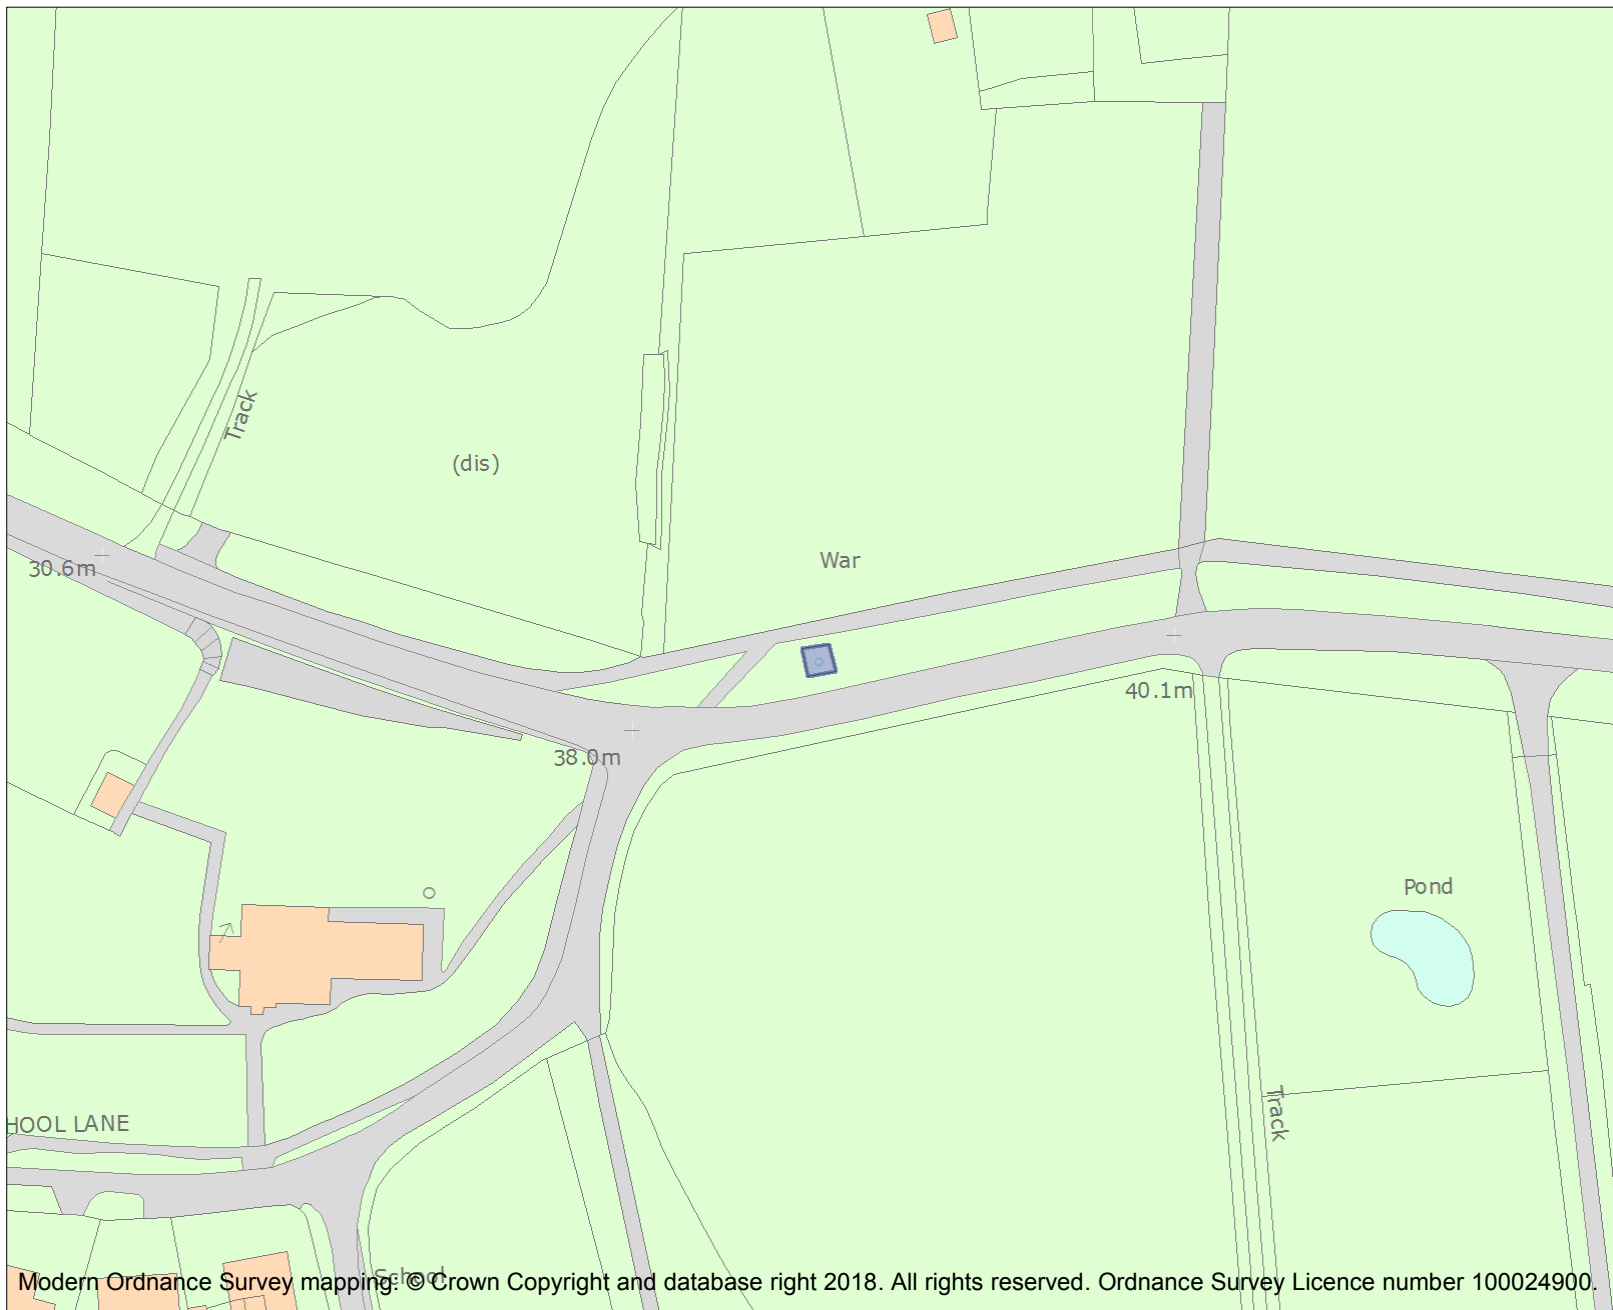 Track
(dis)
War
30.6m
40.1m
38.0m
Pond
Track
HOOL LANE
School
Modern Ordnance Survey mapping: © Crown Copyright and database right 2018. All rights reserved. Ordnance Survey Licence number 100024900.